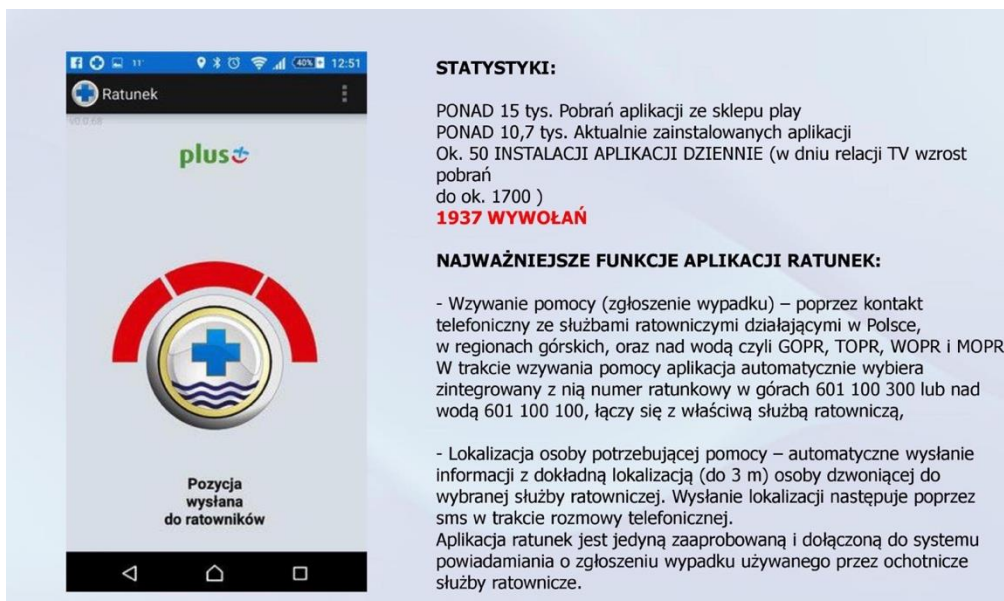 11°
40%
12:51
Ratunek
v0.0.68
plus
Pozycja
wysłana
do ratowników
STATYSTYKI:
PONAD 15 tys. Pobrań aplikacji ze sklepu play
PONAD 10,7 tys. Aktualnie zainstalowanych aplikacji
Ok. 50 INSTALACJI APLIKACJI DZIENNIE (w dniu relacji TV wzrost
pobrań
do ok. 1700 )
1937 WYWOŁAŃ
NAJWAŻNIEJSZE FUNKCJE APLIKACJI RATUNEK:
- Wzywanie pomocy (zgłoszenie wypadku) – poprzez kontakt
telefoniczny ze służbami ratowniczymi działającymi w Polsce,
w regionach górskich, oraz nad wodą czyli GOPR, TOPR, WOPR i MOPR
W trakcie wzywania pomocy aplikacja automatycznie wybiera
zintegrowany z nią numer ratunkowy w górach 601 100 300 lub nad
wodą 601 100 100, łączy się z właściwą służbą ratowniczą,
- Lokalizacja osoby potrzebującej pomocy – automatyczne wysłanie
informacji z dokładną lokalizacją (do 3 m) osoby dzwoniącej do
wybranej służby ratowniczej. Wysłanie lokalizacji następuje poprzez
sms w trakcie rozmowy telefonicznej.
Aplikacja ratunek jest jedyną zaaprobowaną i dołączoną do systemu
powiadamiania o zgłoszeniu wypadku używanego przez ochotnicze
służby ratownicze.